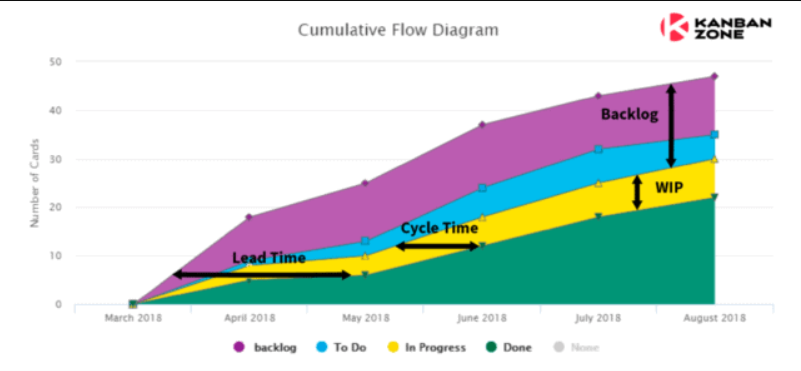 Cumulative Flow Diagram
KANBAN
ZONE
50
40
30
20
10
0
Number of Cards
Backlog
WIP
Cycle Time
Lead Time
March 2018 April 2018 May 2018 June 2018 July 2018 August 2018
backlog To Do In Progress Done None